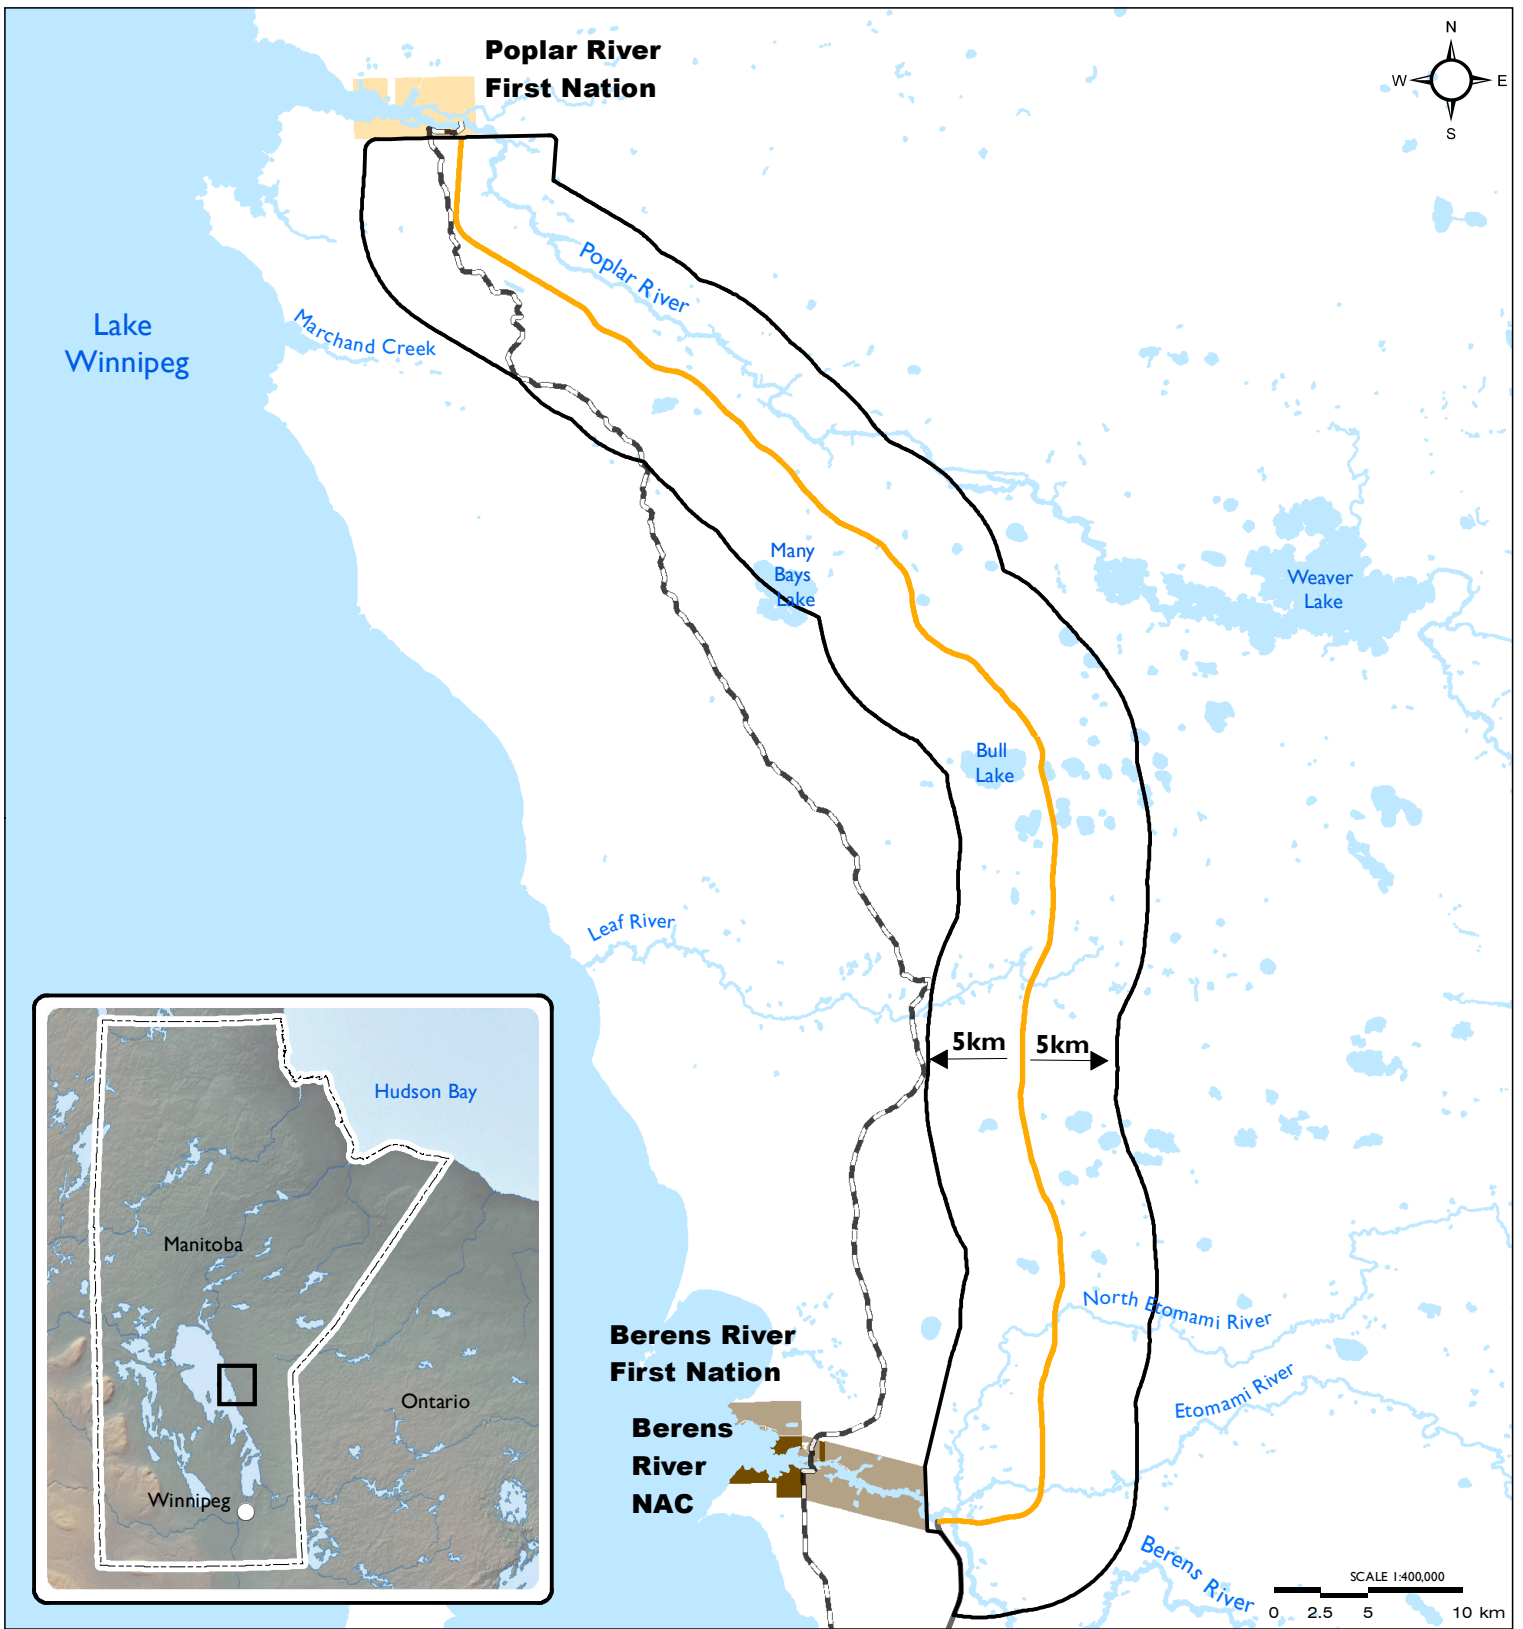 Poplar River
First Nation
N
W
E
S
Poplar River
Lake
Winnipeg
Marchand Creek
Many
Bays
Lake
Weaver
Lake
Bull
Lake
Leaf River
5km
5km
Hudson Bay
Manitoba
Ontario
Winnipeg
North Etomami River
Berens River
First Nation
Etomami River
Berens
River
NAC
Berens River
SCALE 1:400,000
0 2.5 5 10 km